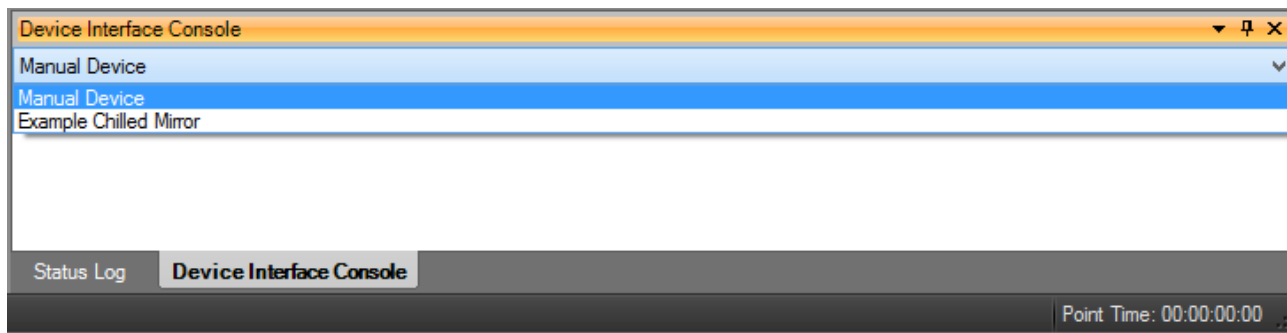 Device Interface Console
Manual Device
Manual Device
Example Chilled Mirror
Status Log
Device Interface Console
Point Time: 00:00:00:00